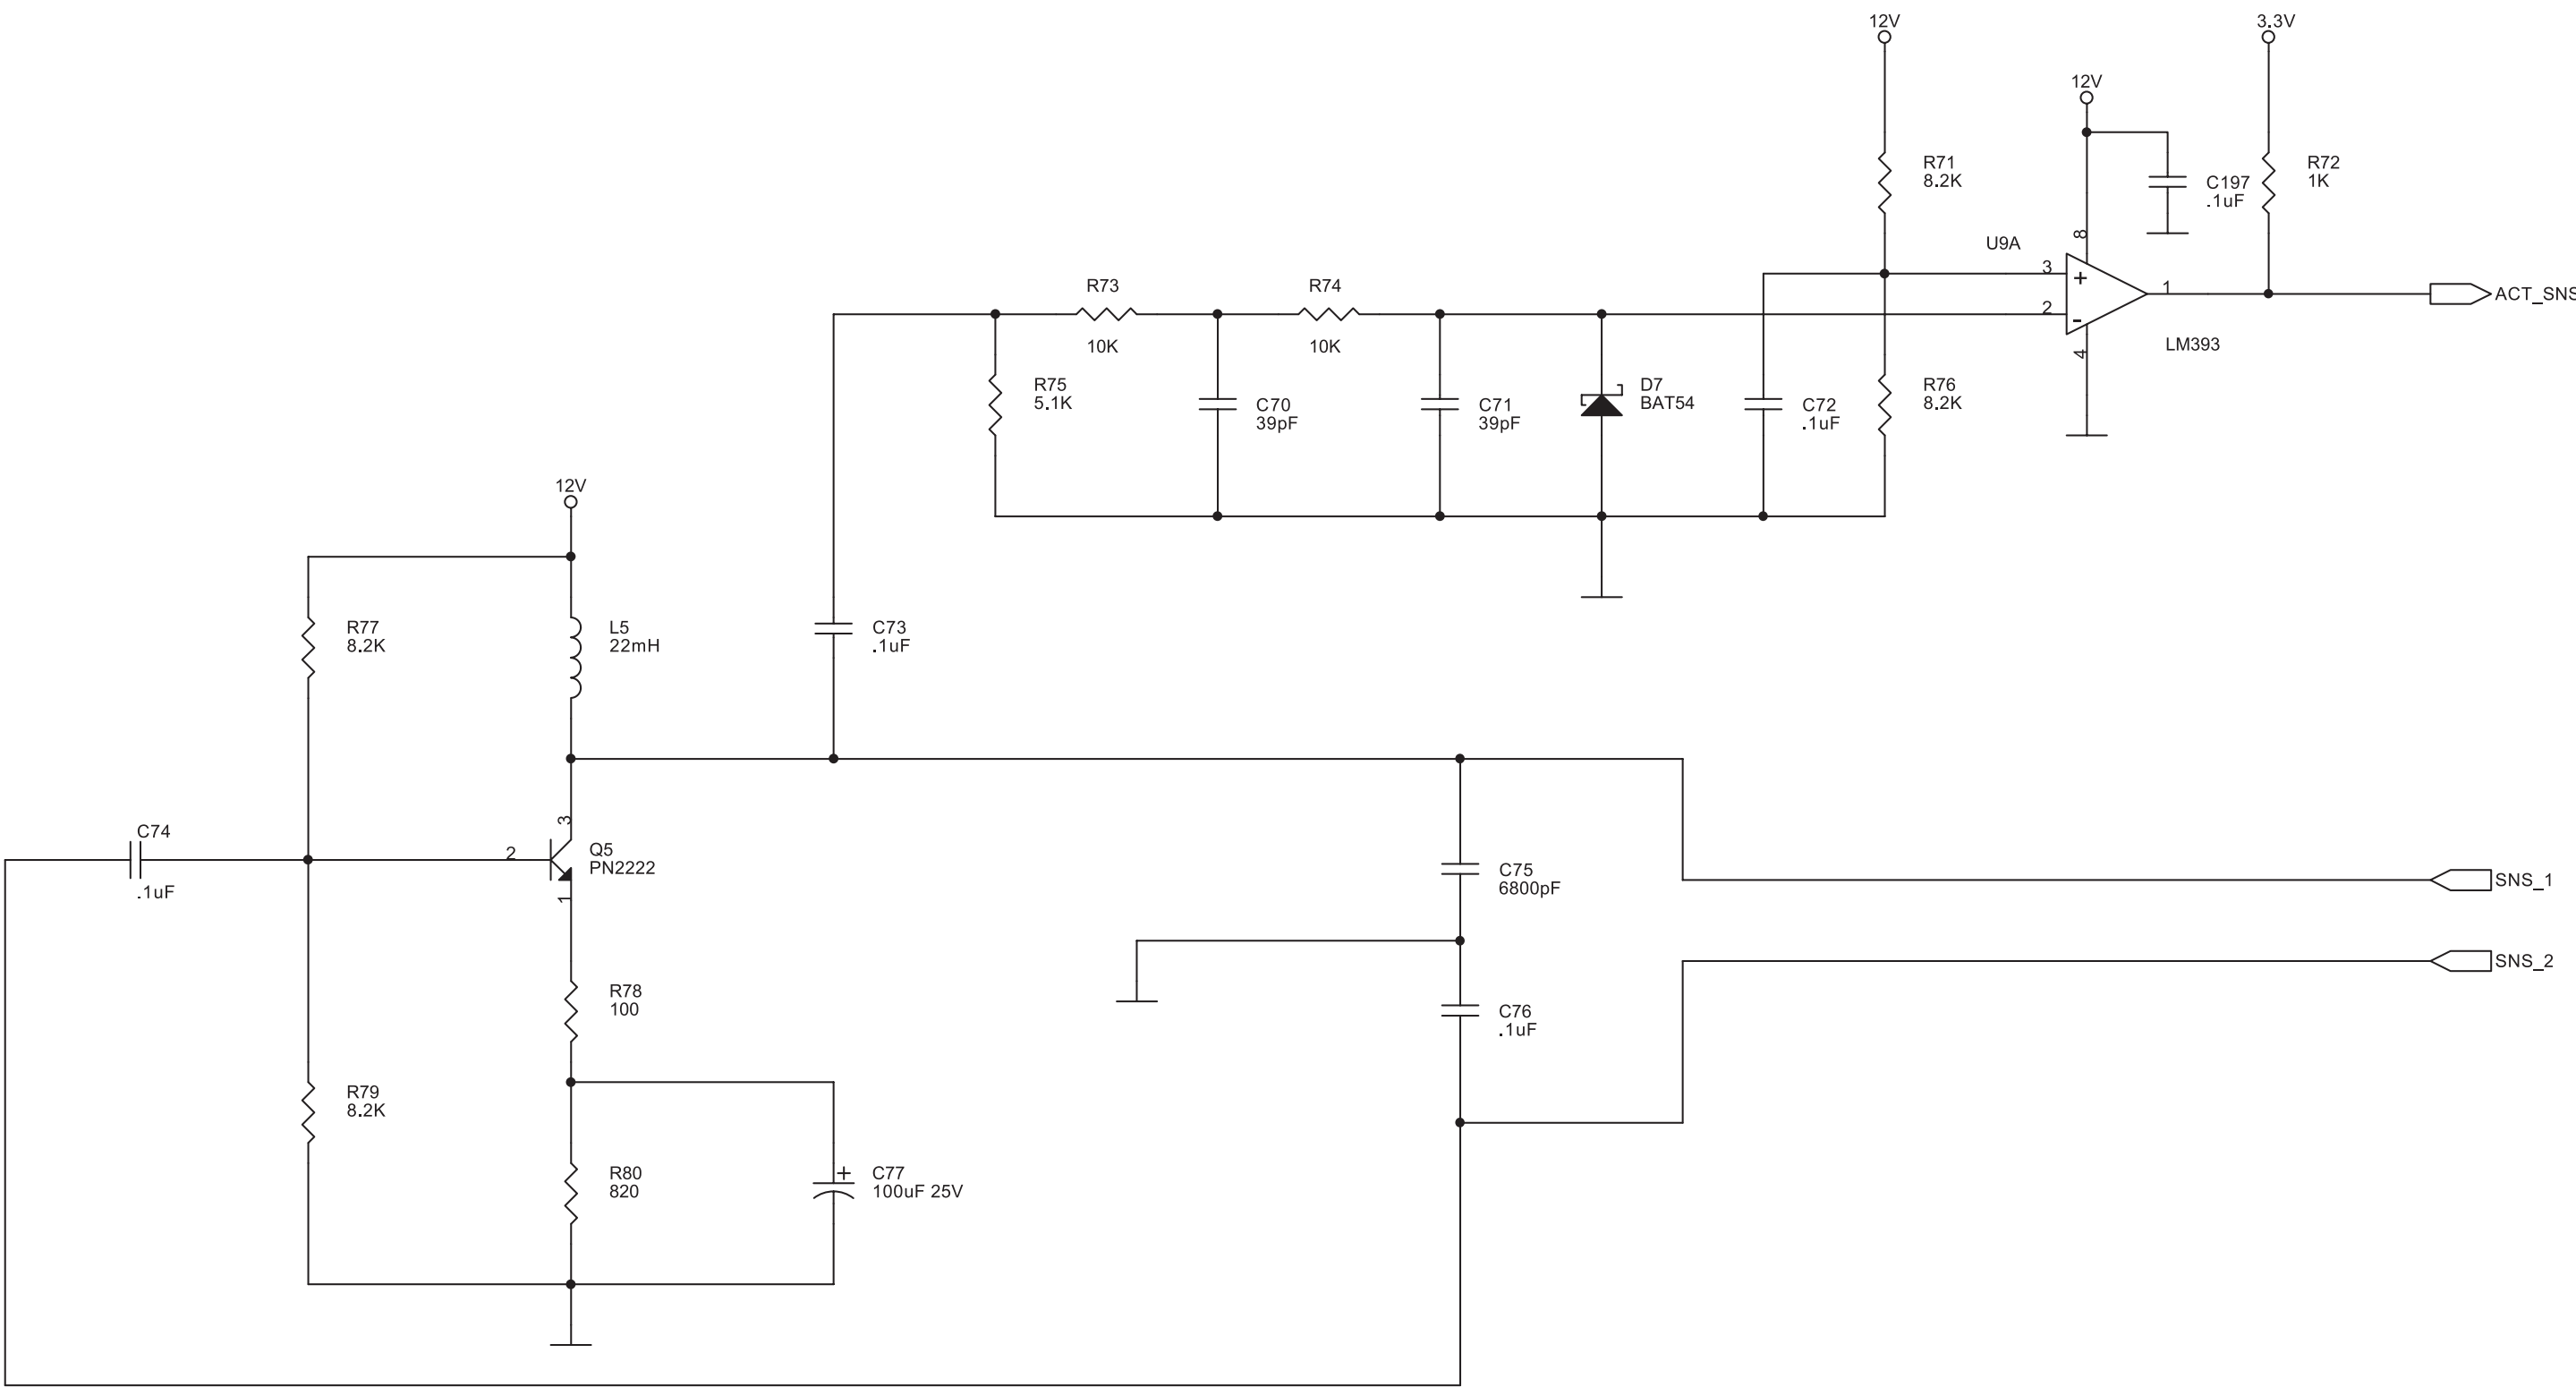 12V
3.3V
12V
R71
8.2K
C197
.1uF
R72
1K
U9A
8
3
+
1
2
-
4
LM393
ACT_SNS
R73
10K
R74
10K
R75
5.1K
C70
39pF
C71
39pF
D7
BAT54
C72
.1uF
R76
8.2K
12V
R77
8.2K
L5
22mH
C73
.1uF
C74
.1uF
2
3
1
Q5
PN2222
C75
6800pF
SNS_1
SNS_2
R78
100
C76
.1uF
R79
8.2K
R80
820
+
C77
100uF 25V